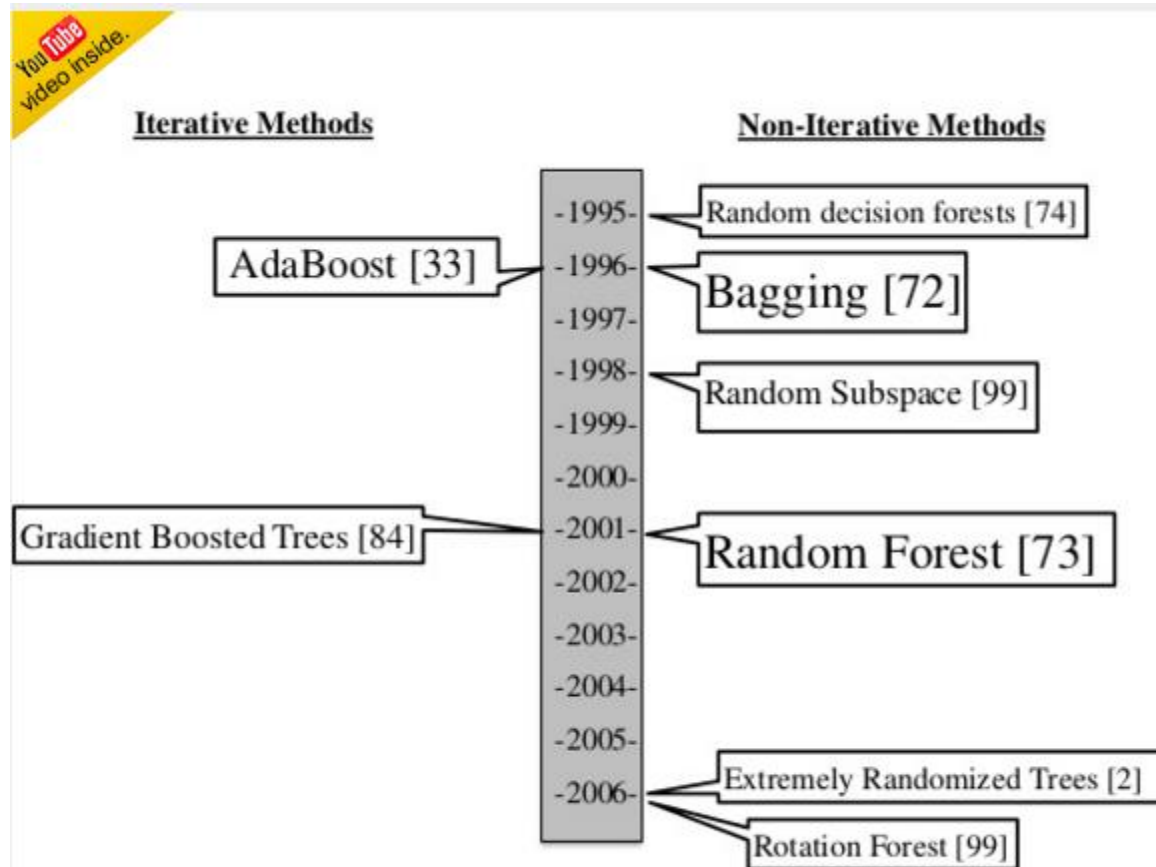 You Tube
video inside.
Iterative Methods
Non-Iterative Methods
-1995-
Random decision forests [74]
AdaBoost [33]
-1996-
Bagging [72]
-1997-
-1998-
Random Subspace [99]
-1999-
-2000-
Gradient Boosted Trees [84]
-2001-
Random Forest [73]
-2002-
-2003-
-2004-
-2005-
Extremely Randomized Trees [2]
-2006-
Rotation Forest [99]